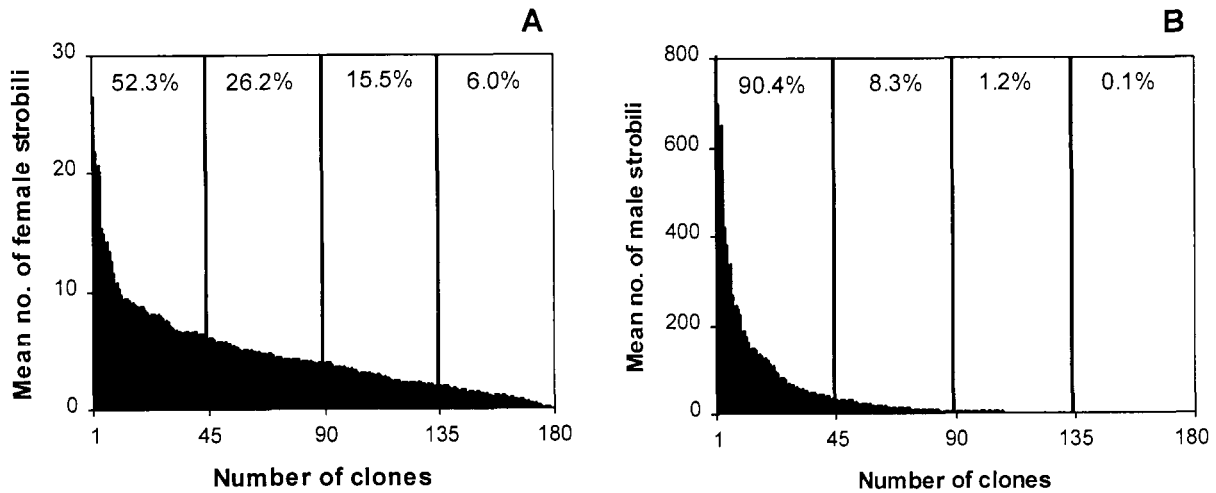 A
Mean no. of female strobili
30
20
10
0
52.3% 26.2% 15.5% 6.0%
1 45 90 135 180
Number of clones
B
Mean no. of male strobili
800
600
400
200
0
90.4% 8.3% 1.2% 0.1%
1 45 90 135 180
Number of clones